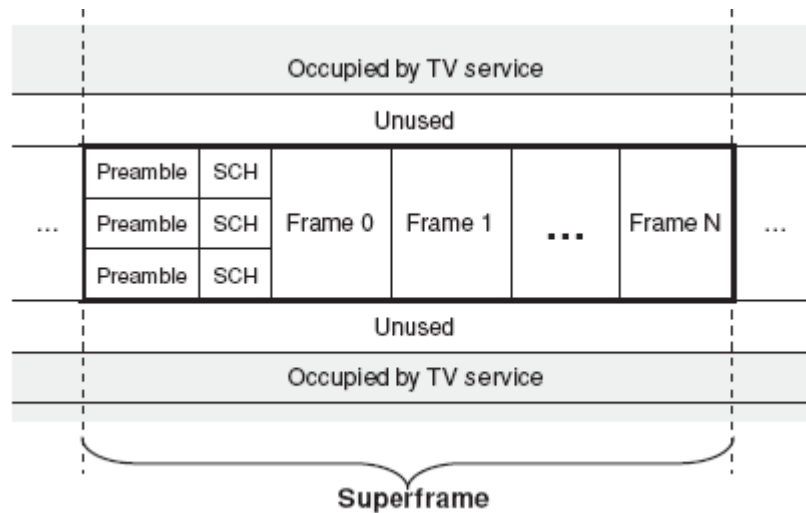 Occupied by TV service
Unused
Preamble SCH
... Preamble SCH Frame 0 Frame 1 ... Frame N ...
Preamble SCH
Unused
Occupied by TV service
Superframe